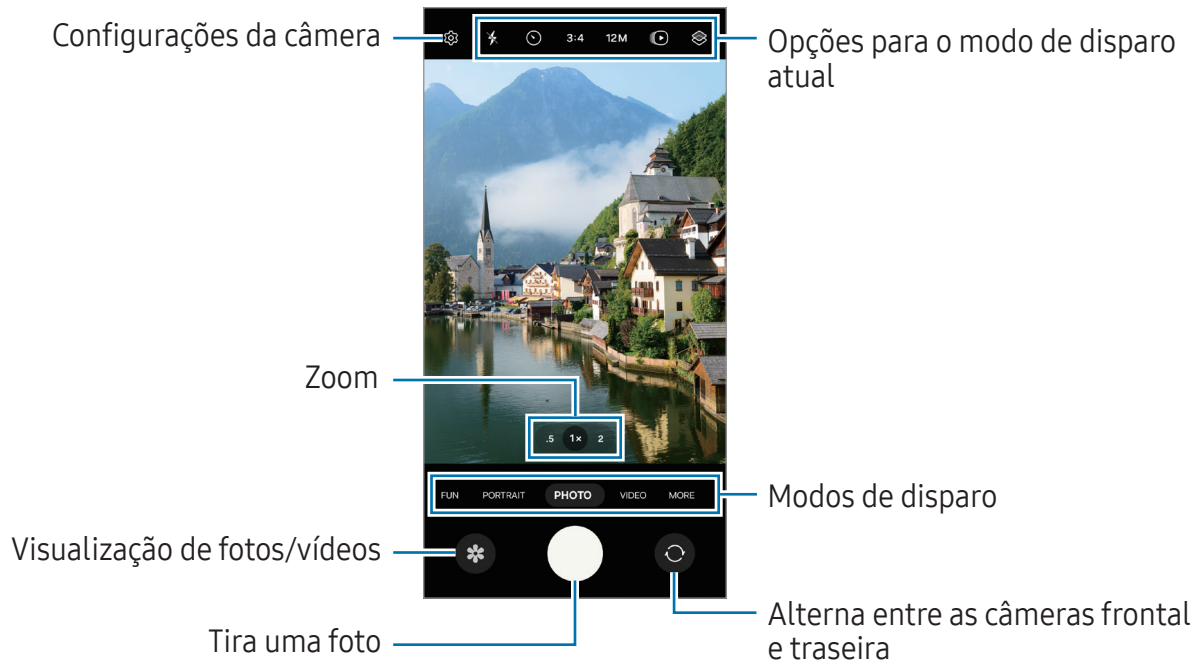 Configurações da câmera
3:4
12M
Opções para o modo de disparo
atual
Zoom
.5
1×
2
FUN
PORTRAIT
PHOTO
VIDEO
MORE
Modos de disparo
Visualização de fotos/vídeos
Tira uma foto
Alterna entre as câmeras frontal
e traseira